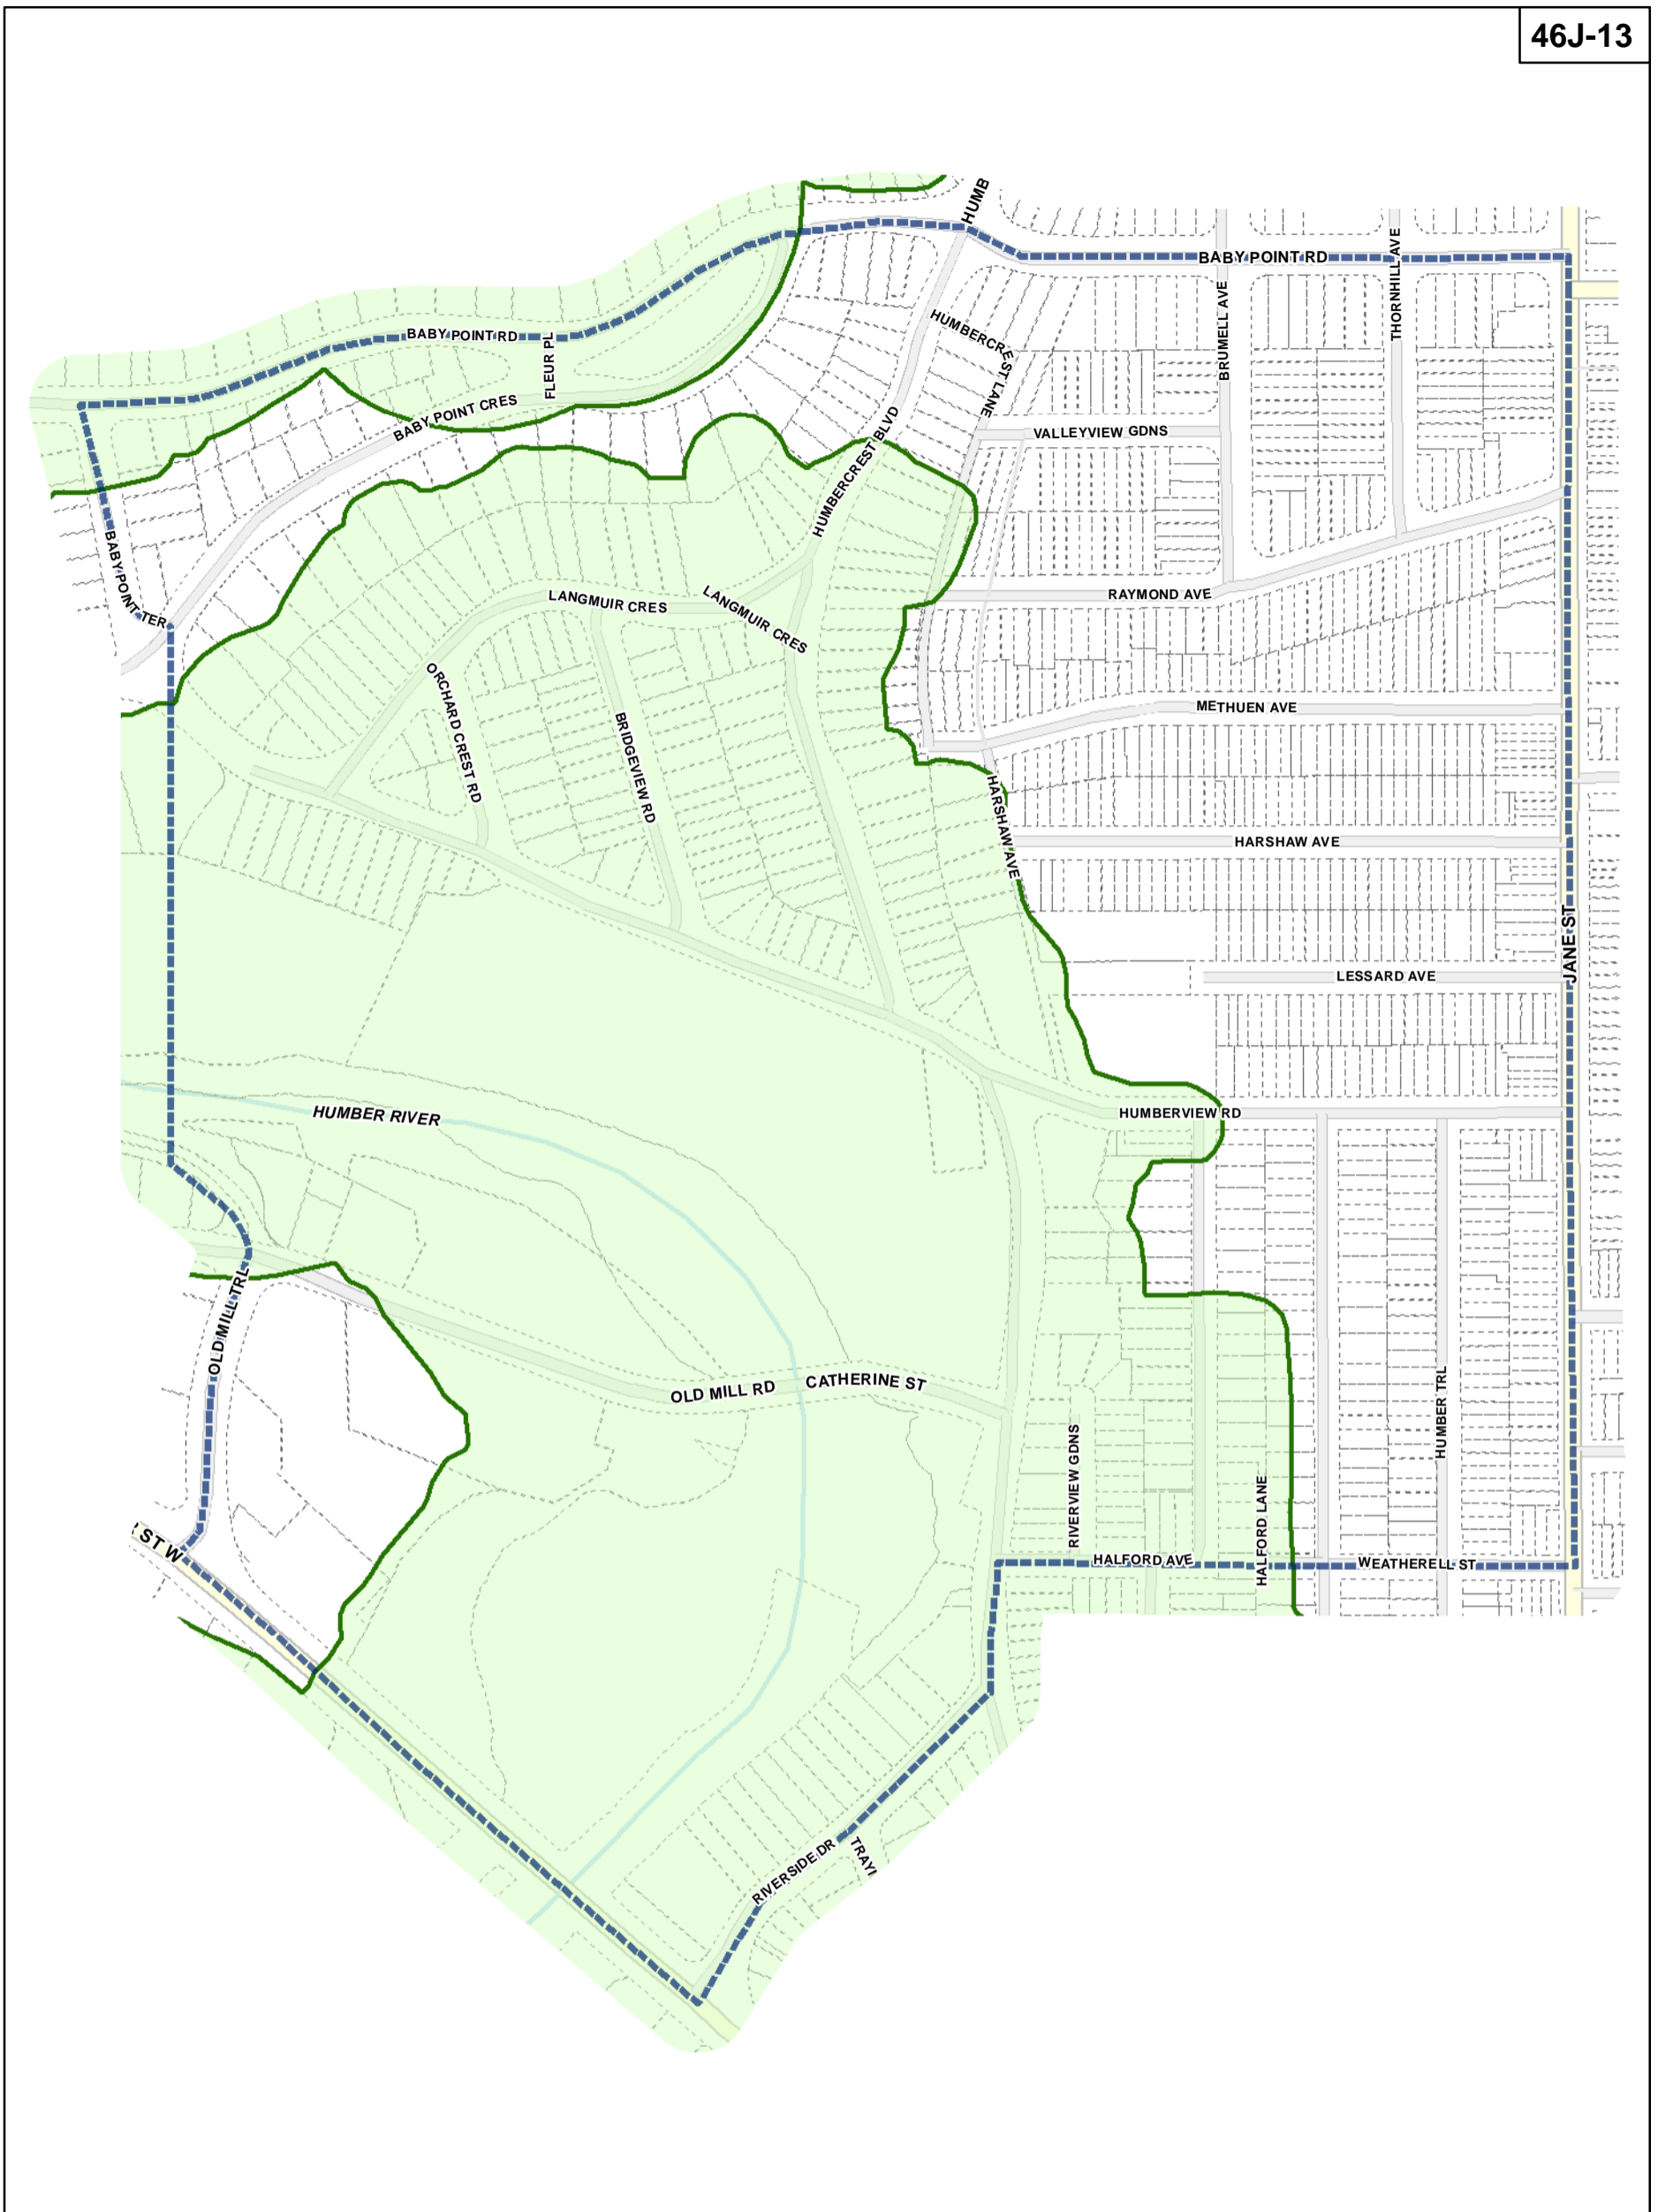 46J-13
HUMB
BABY POINT RD
THORNHILL AVE
BRUMELL AVE
HUMBERCREST LANE
BABY POINT RD
FLEUR PL
BABY POINT CRES
VALLEYVIEW GDNS
HUMBERCREST BLVD
BABY POINT TER
RAYMOND AVE
LANGMUIR CRES
LANGMUIR CRES
ORCHARD CREST RD
BRIDGEVIEW RD
METHUEN AVE
HARSHAW AVE
HARSHAW AVE
JANE ST
LESSARD AVE
HUMBER RIVER
HUMBERVIEW RD
OLD MILL TRL
OLD MILL RD
CATHERINE ST
RIVERVIEW GDNS
HUMBER TRL
HALFORD LANE
HALFORD AVE
WEATHERELL ST
ST W
RIVERSIDE DR
TRAYI